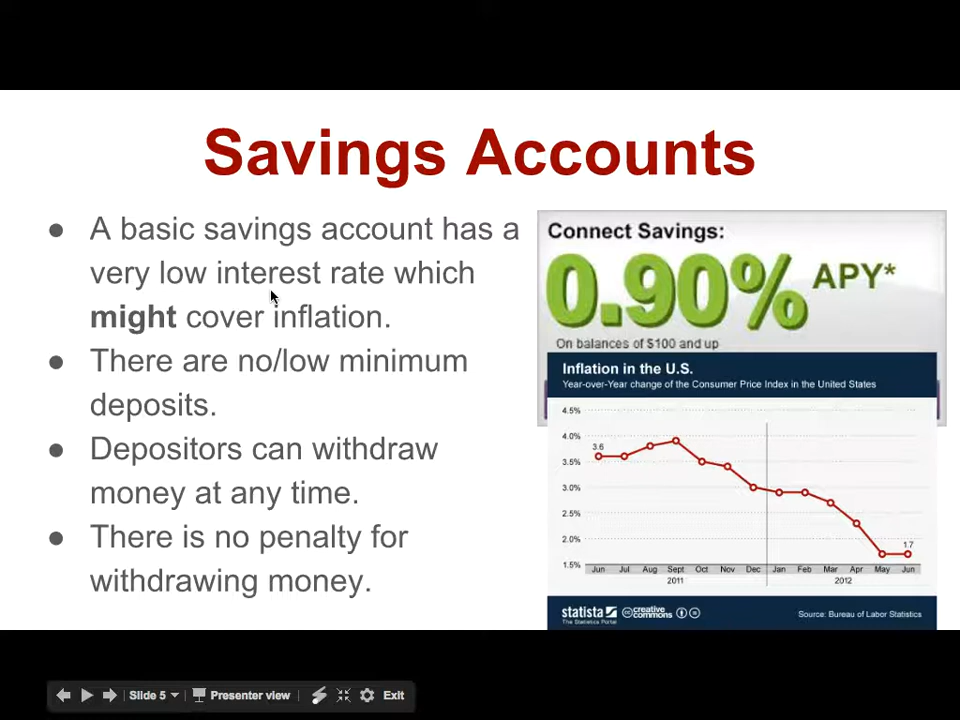 Savings Accounts
● A basic savings account has a
very low interest rate which
might cover inflation.
● There are no/low minimum
deposits.
● Depositors can withdraw
money at any time.
● There is no penalty for
withdrawing money.
Connect Savings:
0.90% APY*
On balances of $100 and up
Inflation in the U.S.
Year-over-Year change of the Consumer Price Index in the United States
4.5%
4.0%
3.5%
3.0%
2.5%
2.0%
1.5%
3.6
1.7
Jun Jul Aug Sept Oct Nov Dec Jan Feb Mar Apr May Jun
2011 2012
statista
The Statistics Portal
creative commons
Source: Bureau of Labor Statistics
Slide 5 Presenter view Exit